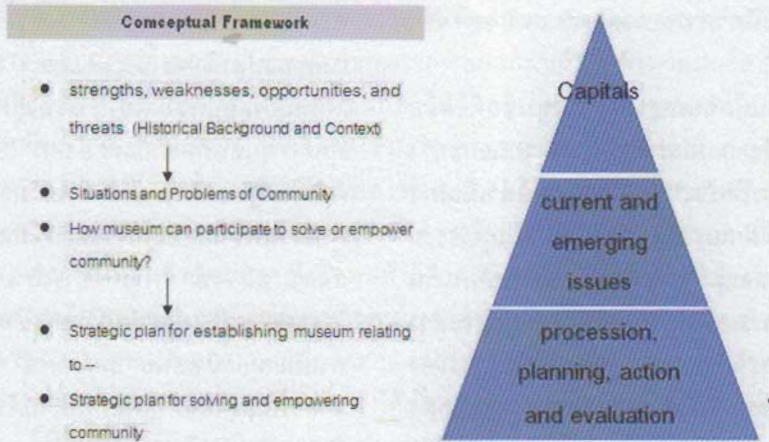 Conceptual Framework
● strengths, weaknesses, opportunities, and
threats (Historical Background and Context)
● Situations and Problems of Community
● How museum can participate to solve or empower
community?
● Strategic plan for establishing museum relating
to
● Strategic plan for solving and empowering
community
Capitals
current and
emerging
issues
procession,
planning, action
and evaluation